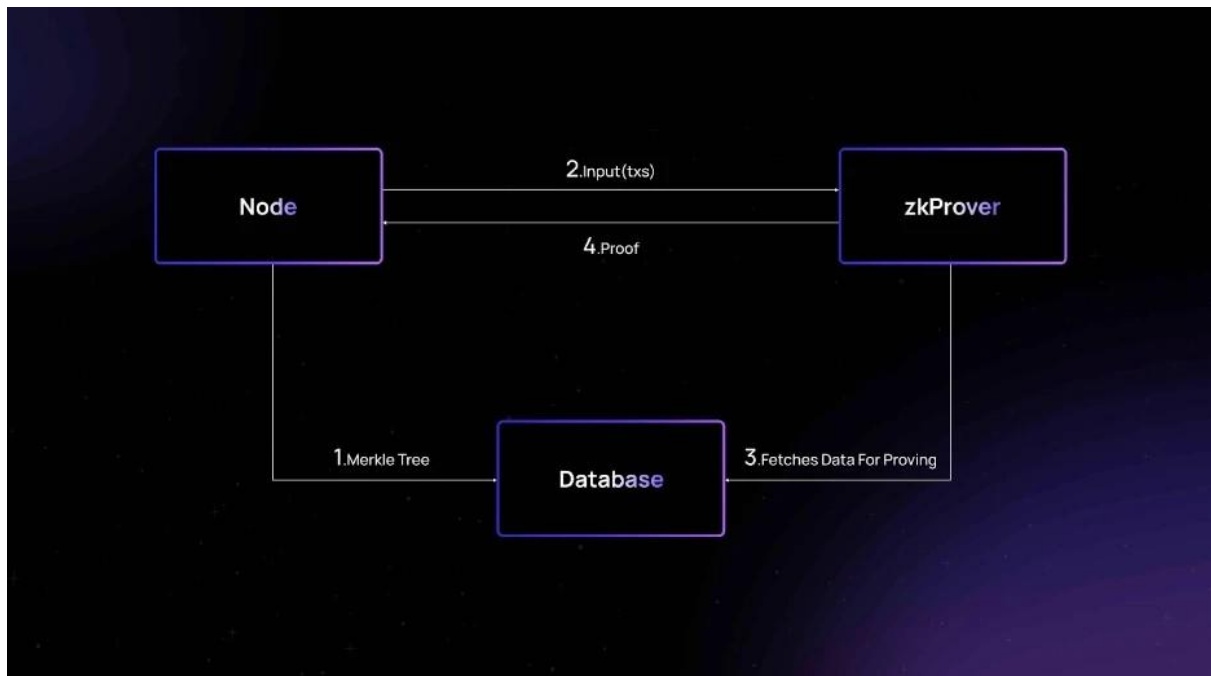 2.Input(txs)
Node
zkProver
4.Proof
1.Merkle Tree
3.Fetches Data For Proving
Database